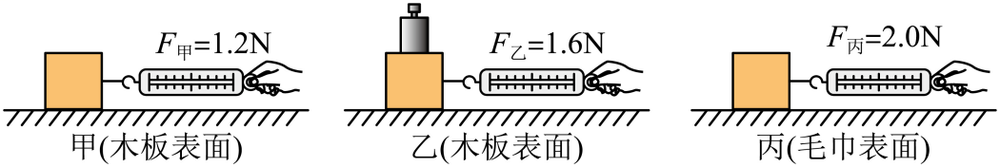 F甲=1.2N
F乙=1.6N
F丙=2.0N
甲(木板表面)
乙(木板表面)
丙(毛巾表面)